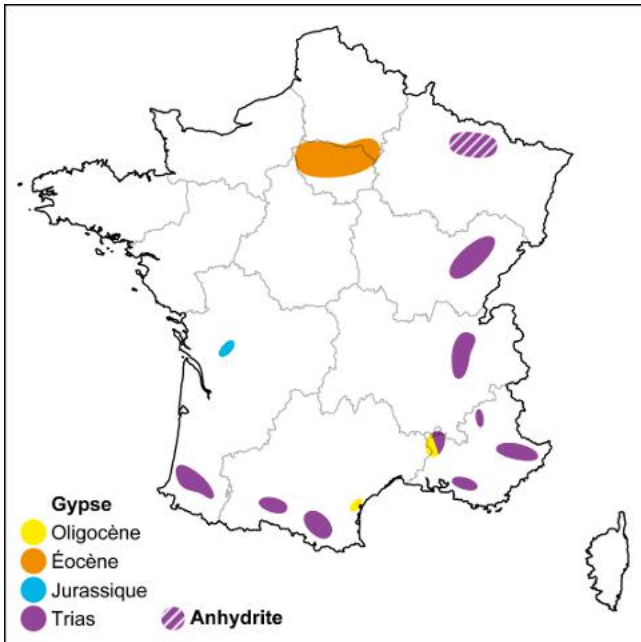 Gypse
Oligocène
Éocène
Jurassique
Trias
Anhydrite